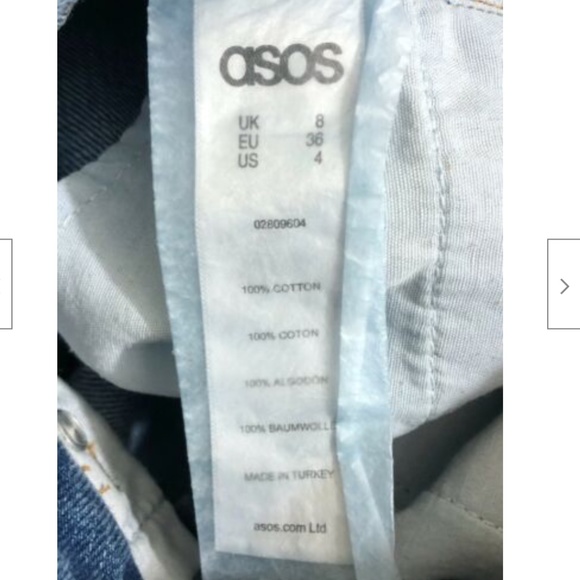 asos
UK 8
EU 36
US 4
02809604
100% COTTON
100% COTON
100% ALGODON
100% BAUMWOLL
MADE IN TURKEY
asos.com Ltd